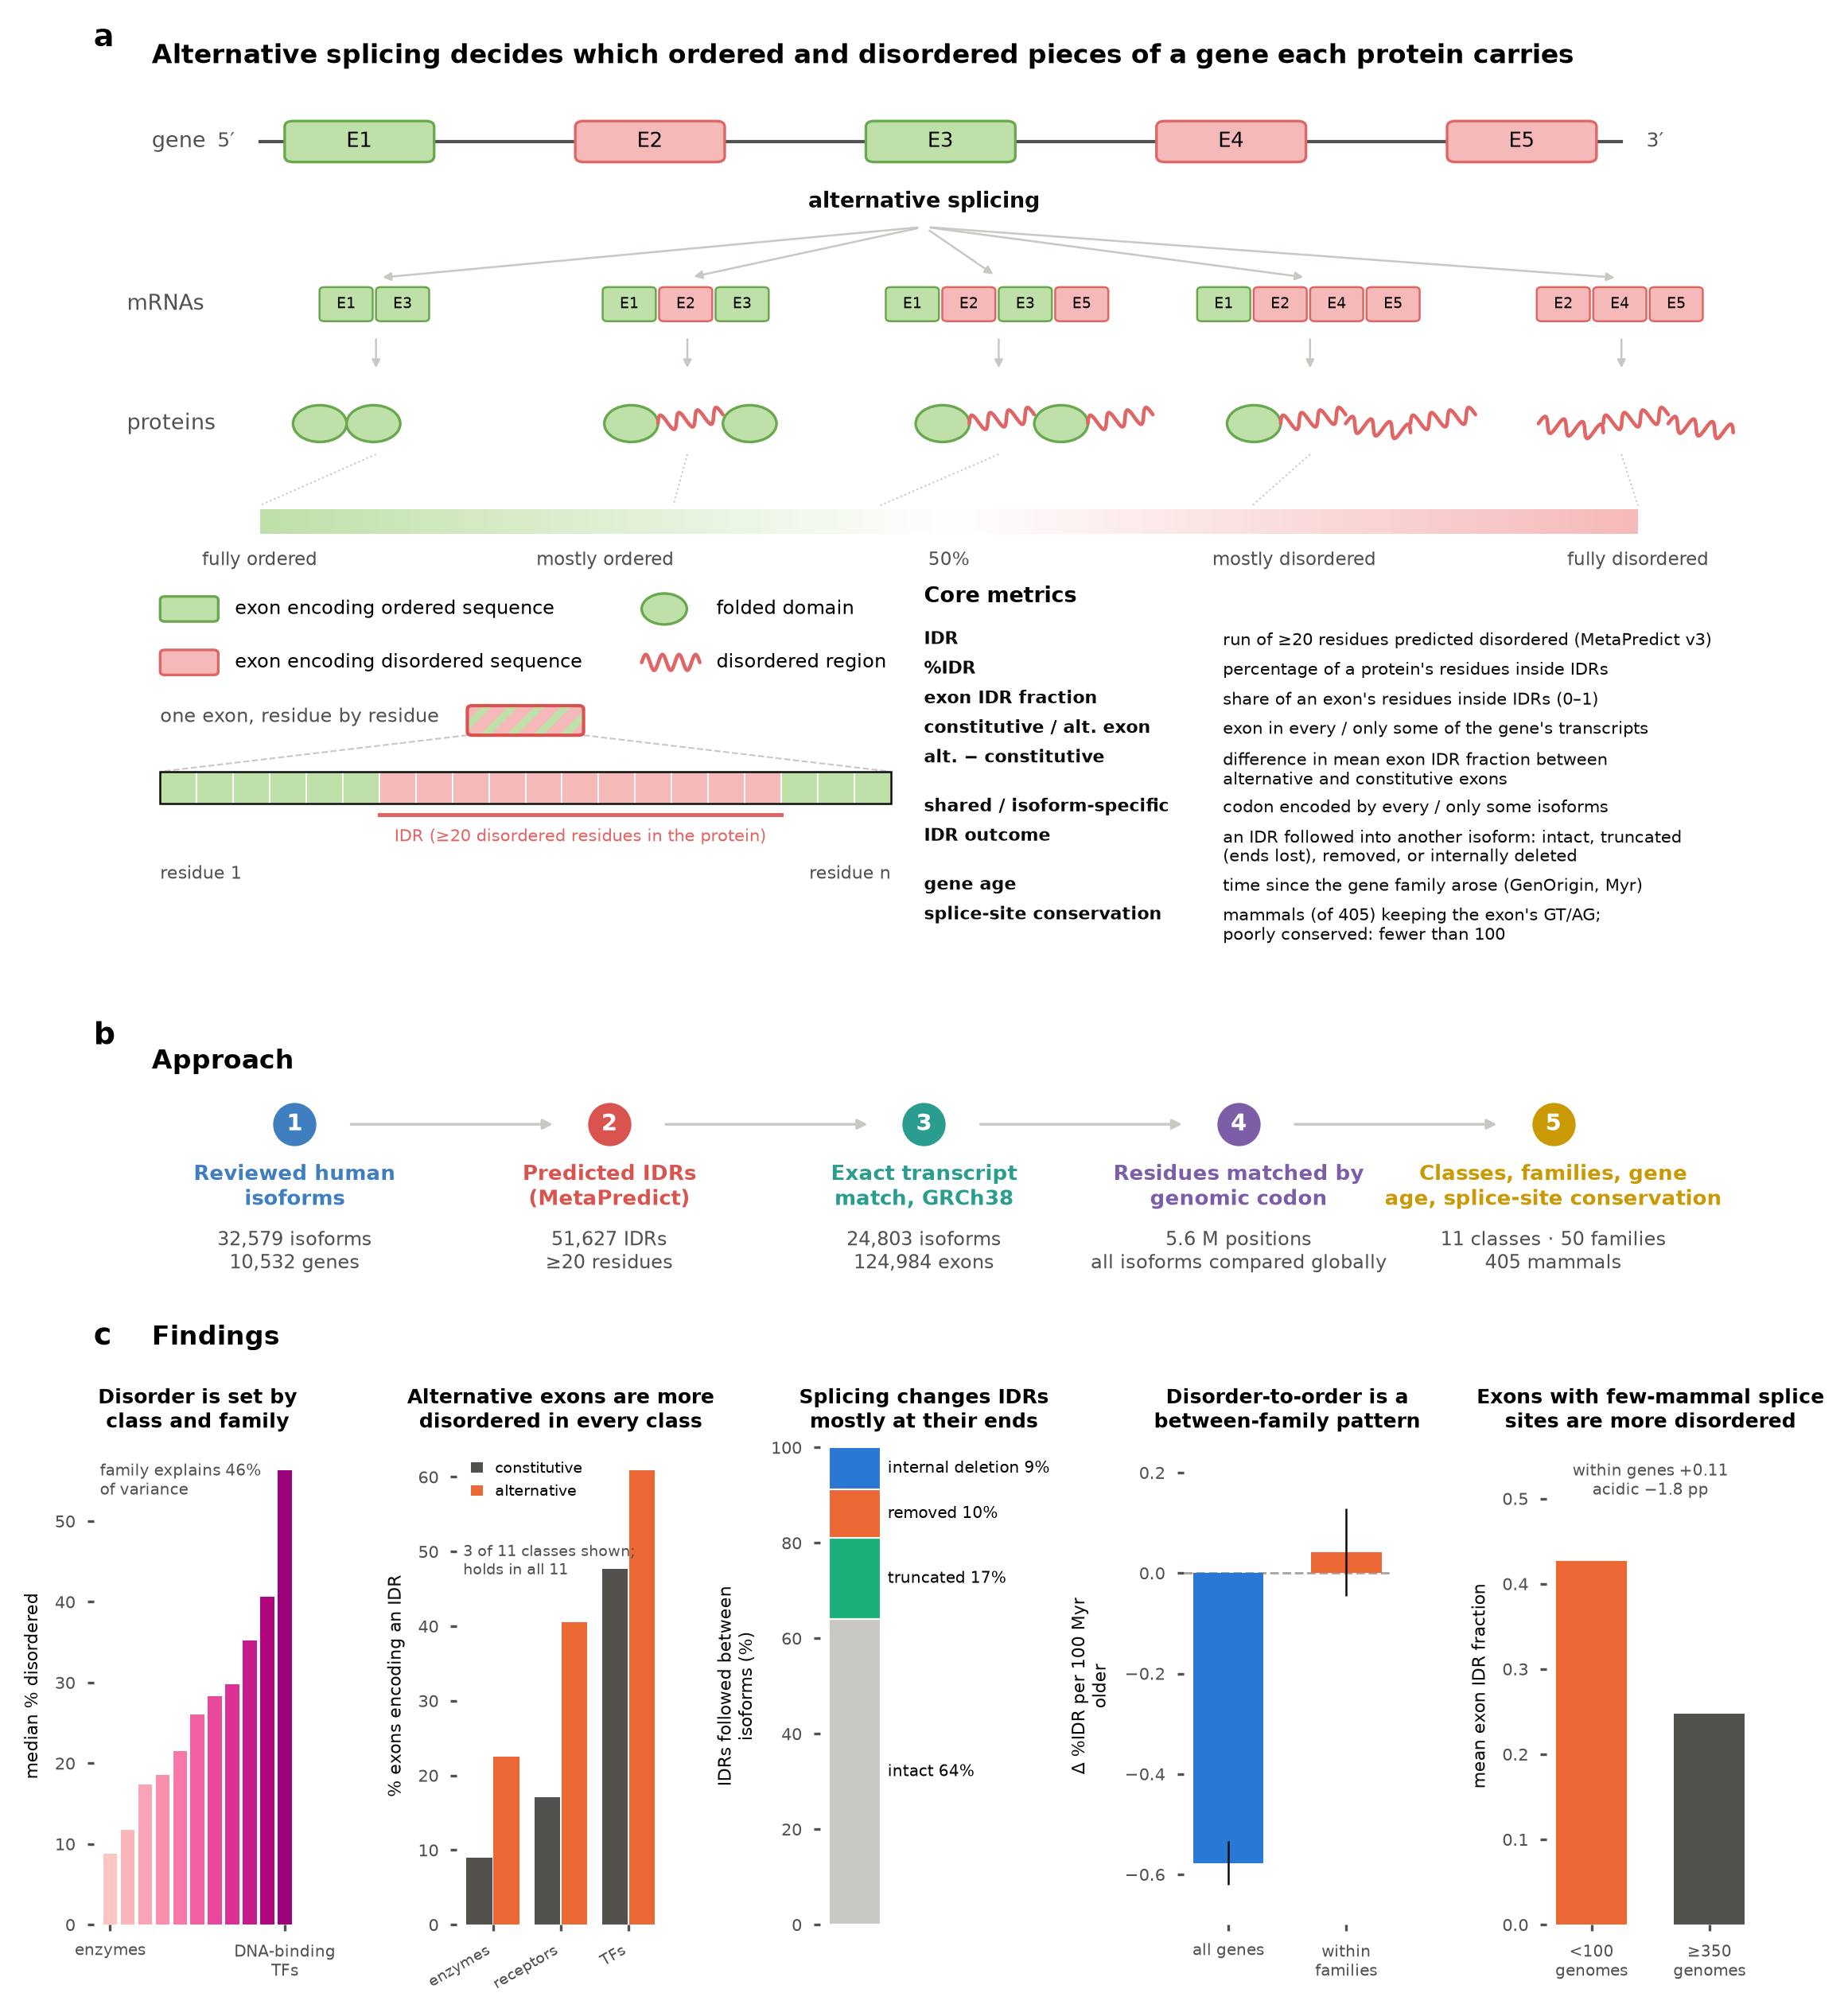 a
Alternative splicing decides which ordered and disordered pieces of a gene each protein carries
gene 5′ E1 E2 E3 E4 E5 3′
alternative splicing
mRNAs
E1 E3
E1 E2 E3
E1 E2 E3 E5
E1 E2 E4 E5
E2 E4 E5
proteins
fully ordered
mostly ordered
50%
mostly disordered
fully disordered
exon encoding ordered sequence
folded domain
exon encoding disordered sequence
disordered region
one exon, residue by residue
IDR (≥20 disordered residues in the protein)
residue 1
residue n
Core metrics
IDR
run of ≥20 residues predicted disordered (MetaPredict v3)
%IDR
percentage of a protein's residues inside IDRs
exon IDR fraction
share of an exon's residues inside IDRs (0–1)
constitutive / alt. exon
exon in every / only some of the gene's transcripts
alt. − constitutive
difference in mean exon IDR fraction between
alternative and constitutive exons
shared / isoform-specific
codon encoded by every / only some isoforms
IDR outcome
an IDR followed into another isoform: intact, truncated
(ends lost), removed, or internally deleted
gene age
time since the gene family arose (GenOrigin, Myr)
splice-site conservation
mammals (of 405) keeping the exon's GT/AG;
poorly conserved: fewer than 100
b
Approach
1
Reviewed human
isoforms
32,579 isoforms
10,532 genes
2
Predicted IDRs
(MetaPredict)
51,627 IDRs
≥20 residues
3
Exact transcript
match, GRCh38
24,803 isoforms
124,984 exons
4
Residues matched by
genomic codon
5.6 M positions
all isoforms compared globally
5
Classes, families, gene
age, splice-site conservation
11 classes · 50 families
405 mammals
c
Findings
Disorder is set by
class and family
family explains 46%
of variance
median % disordered
50
40
30
20
10
0
enzymes
DNA-binding
TFs
Alternative exons are more
disordered in every class
constitutive
alternative
3 of 11 classes shown;
holds in all 11
% exons encoding an IDR
60
50
40
30
20
10
0
enzymes
receptors
TFs
Splicing changes IDRs
mostly at their ends
IDRs followed between
isoforms (%)
100
80
60
40
20
0
internal deletion 9%
removed 10%
truncated 17%
intact 64%
Disorder-to-order is a
between-family pattern
Δ %IDR per 100 Myr
older
0.2
0.0
−0.2
−0.4
−0.6
all genes
within
families
Exons with few-mammal splice
sites are more disordered
within genes +0.11
acidic −1.8 pp
mean exon IDR fraction
0.5
0.4
0.3
0.2
0.1
0.0
<100
genomes
≥350
genomes